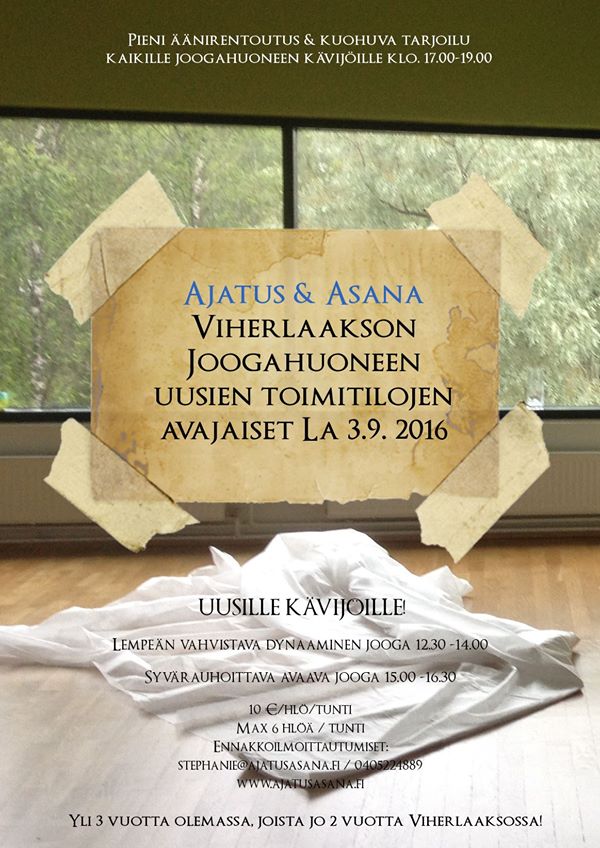 Pieni äänirentoutus & kuohuva tarjoilu
kaikille joogahuoneen kävijöille klo. 17.00-19.00
Ajatus & Asana
Viherlaakson
Joogahuoneen
uusien toimitilojen
avajaiset La 3.9. 2016
UUSILLE KÄVIJOILLE!
Lempeän vahvistava dynaaminen jooga 12.30 -14.00
Syvärauhoittava avaava jooga 15.00 -16.30
10 €/hlö/tunti
Max 6 hlöä / tunti
Ennakkoilmoittautumiset:
stephanie@ajatusasana.fi / 0405224889
www.ajatusasana.fi
Yli 3 vuotta olemassa, joista jo 2 vuotta Viherlaaksossa!